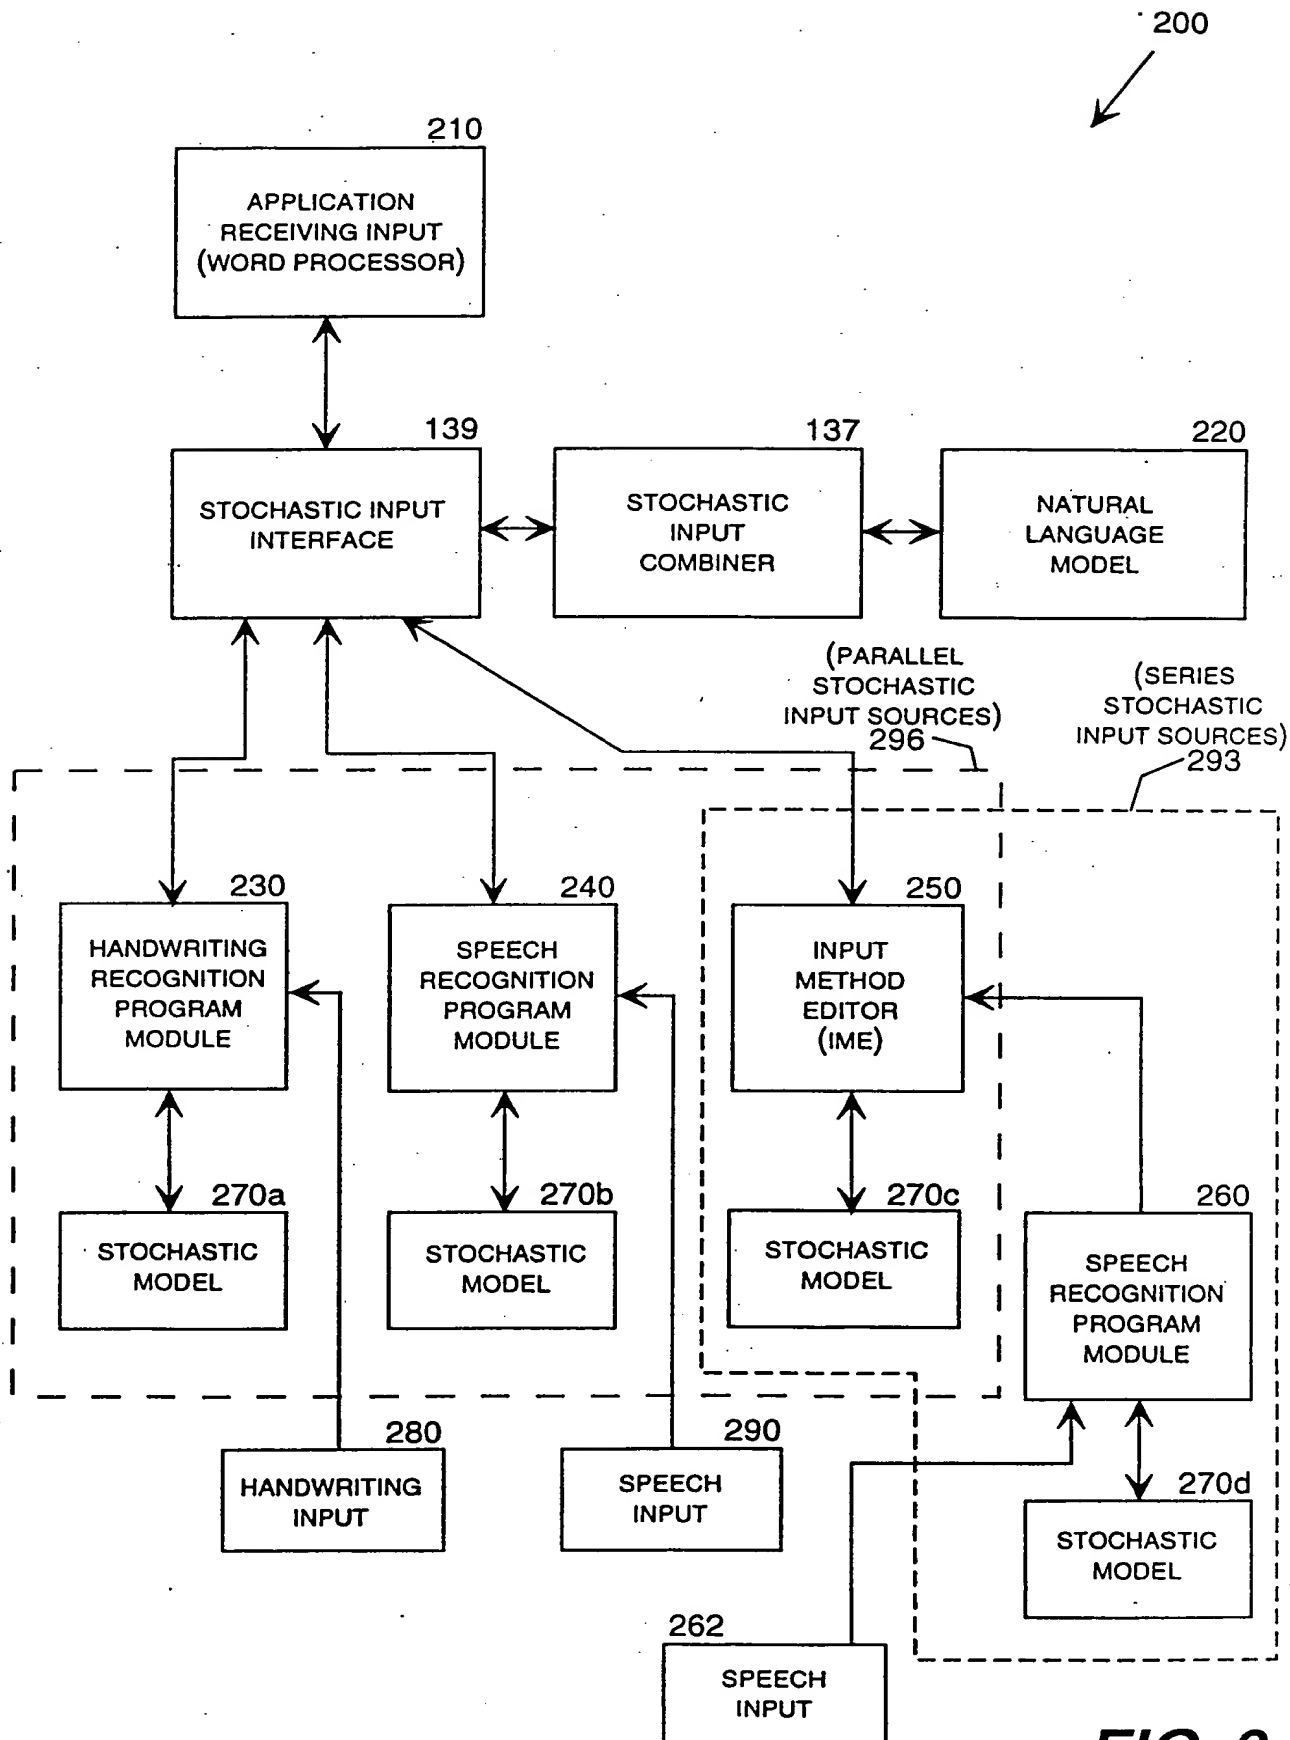 200
210
APPLICATION
RECEIVING INPUT
(WORD PROCESSOR)
139
STOCHASTIC INPUT
INTERFACE
137
STOCHASTIC
INPUT
COMBINER
220
NATURAL
LANGUAGE
MODEL
(PARALLEL
STOCHASTIC
INPUT SOURCES)
296
(SERIES
STOCHASTIC
INPUT SOURCES)
293
230
HANDWRITING
RECOGNITION
PROGRAM
MODULE
240
SPEECH
RECOGNITION
PROGRAM
MODULE
250
INPUT
METHOD
EDITOR
(IME)
270a
STOCHASTIC
MODEL
270b
STOCHASTIC
MODEL
270c
STOCHASTIC
MODEL
260
SPEECH
RECOGNITION
PROGRAM
MODULE
280
HANDWRITING
INPUT
290
SPEECH
INPUT
270d
STOCHASTIC
MODEL
262
SPEECH
INPUT